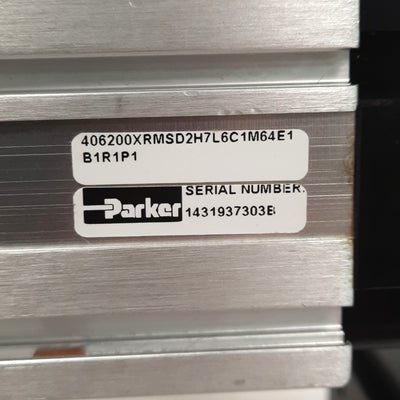 406200XRMSD2H7L6C1M64E1
B1R1P1
SERIAL NUMBER:
Parker
1431937303B